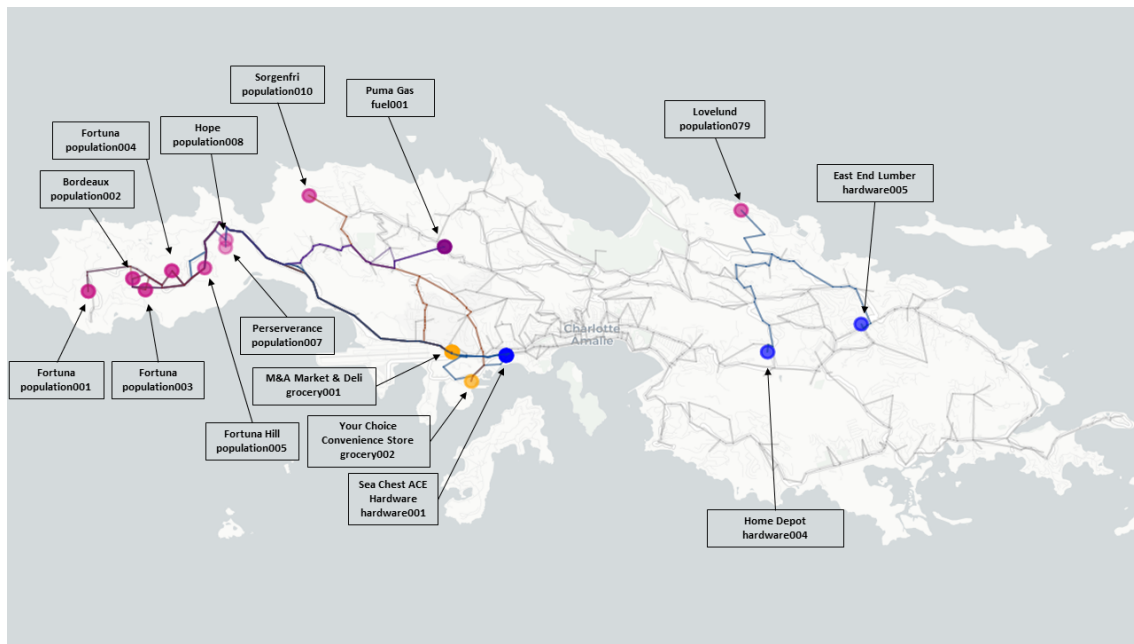 Sorgenfri
population010
Puma Gas
fuel001
Lovelund
population079
Fortuna
population004
Hope
population008
East End Lumber
hardware005
Bordeaux
population002
Charlotte
Amalie
Perserverance
population007
Fortuna
population001
Fortuna
population003
M&A Market & Deli
grocery001
Fortuna Hill
population005
Your Choice
Convenience Store
grocery002
Sea Chest ACE
Hardware
hardware001
Home Depot
hardware004